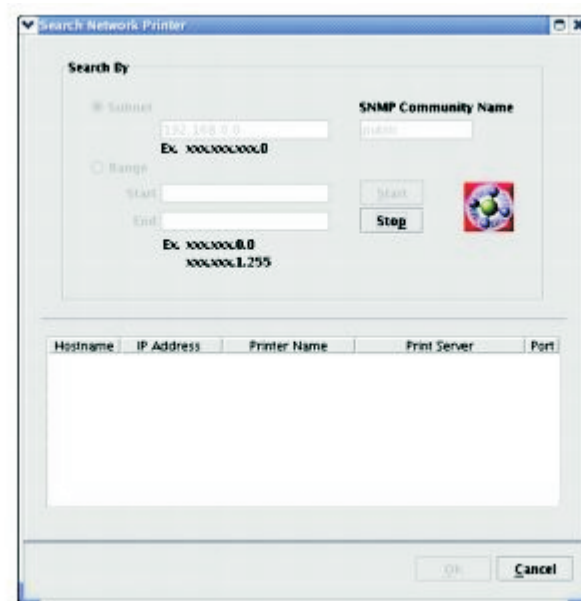 Search Network Printer
Search By
Subnet
SNMP Community Name
192.168.0.0
public
Ex. xxx.xxx.xxx.0
Range
Start
Start
End
Stop
Ex. xxx.xxx.0.0
xxx.xxx.1.255
Hostname IP Address Printer Name Print Server Port
Ok Cancel